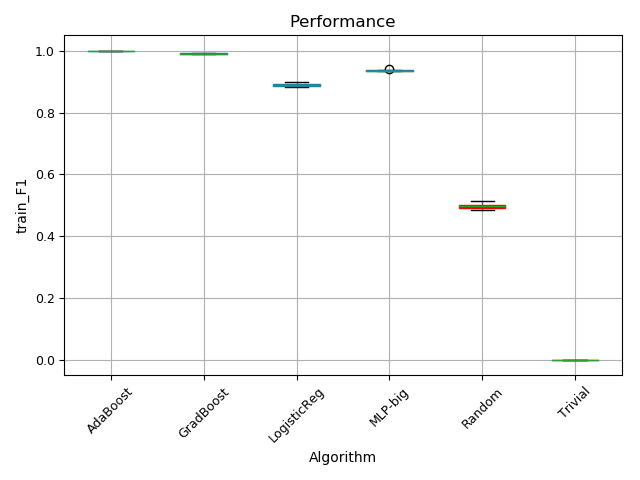 Performance
train_F1
1.0
0.8
0.6
0.4
0.2
0.0
AdaBoost
GradBoost
LogisticReg
MLP-big
Random
Trivial
Algorithm